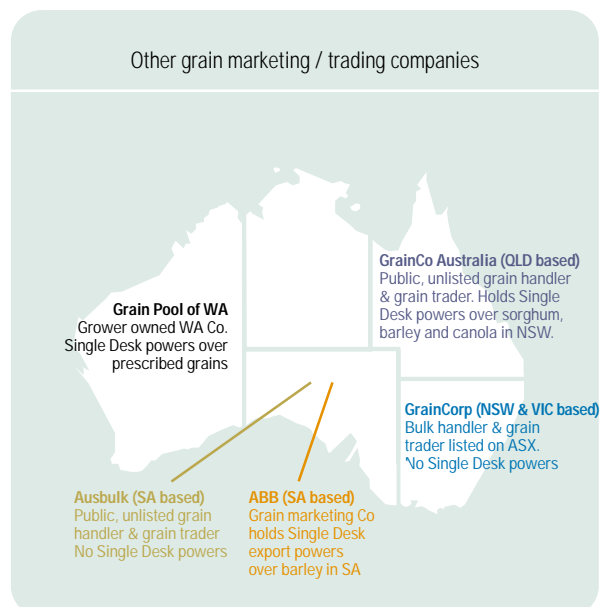 Other grain marketing / trading companies
GrainCo Australia (QLD based)
Public, unlisted grain handler
& grain trader. Holds Single
Desk powers over sorghum,
barley and canola in NSW.
Grain Pool of WA
Grower owned WA Co.
Single Desk powers over
prescribed grains
GrainCorp (NSW & VIC based)
Bulk handler & grain
trader listed on ASX.
No Single Desk powers
Ausbulk (SA based)
Public, unlisted grain
handler & grain trader
No Single Desk powers
ABB (SA based)
Grain marketing Co
holds Single Desk
export powers
over barley in SA